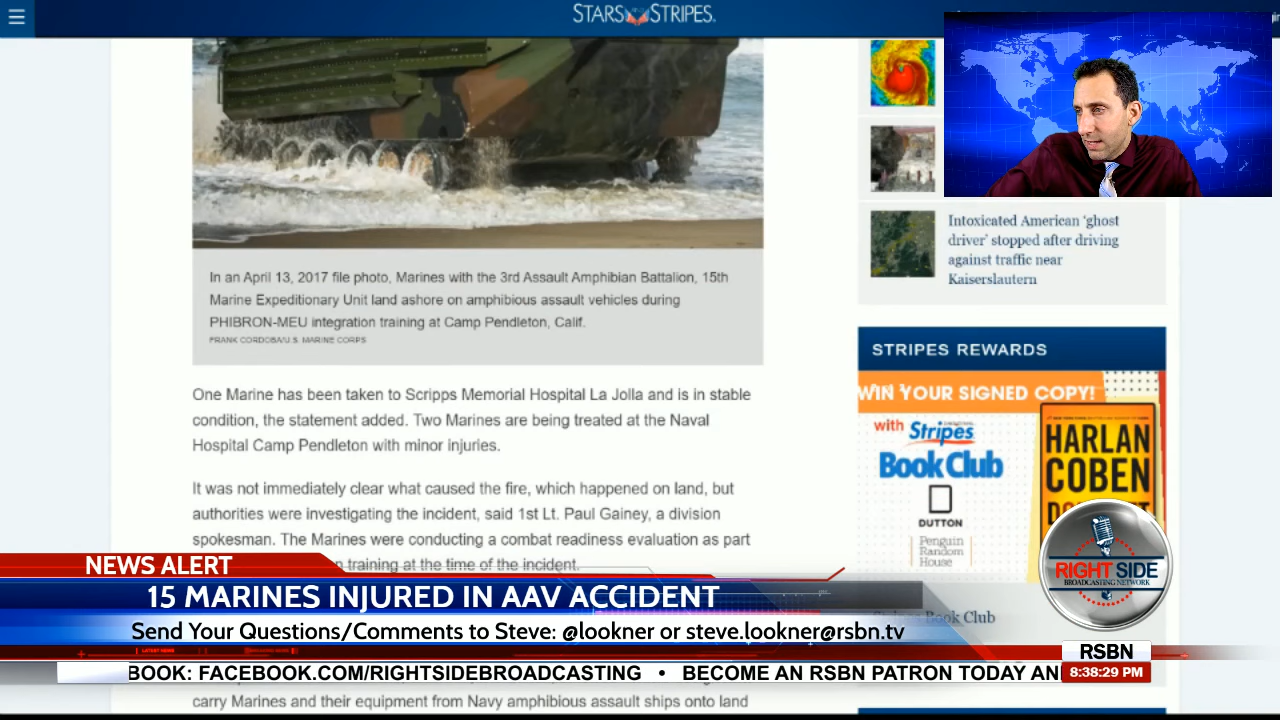 STARS AND STRIPES.
In an April 13, 2017 file photo, Marines with the 3rd Assault Amphibian Battalion, 15th
Marine Expeditionary Unit land ashore on amphibious assault vehicles during
PHIBRON-MEU integration training at Camp Pendleton, Calif.
FRANK CORDOBA/U.S. MARINE CORPS
One Marine has been taken to Scripps Memorial Hospital La Jolla and is in stable
condition, the statement added. Two Marines are being treated at the Naval
Hospital Camp Pendleton with minor injuries.
It was not immediately clear what caused the fire, which happened on land, but
authorities were investigating the incident, said 1st Lt. Paul Gainey, a division
spokesman. The Marines were conducting a combat readiness evaluation as part
training at the time of the incident.
carry Marines and their equipment from Navy amphibious assault ships onto land
Intoxicated American ‘ghost
driver’ stopped after driving
against traffic near
Kaiserslautern
STRIPES REWARDS
WIN YOUR SIGNED COPY!
with Stripes
Book Club
DUTTON
Penguin
Random
House
HARLAN
COBEN
Book Club
NEWS ALERT
15 MARINES INJURED IN AAV ACCIDENT
Send Your Questions/Comments to Steve: @lookner or steve.lookner@rsbn.tv
LATEST NEWS
BOOK: FACEBOOK.COM/RIGHTSIDEBROADCASTING • BECOME AN RSBN PATRON TODAY AN
RIGHT SIDE
BROADCASTING NETWORK
RSBN
8:38:29 PM